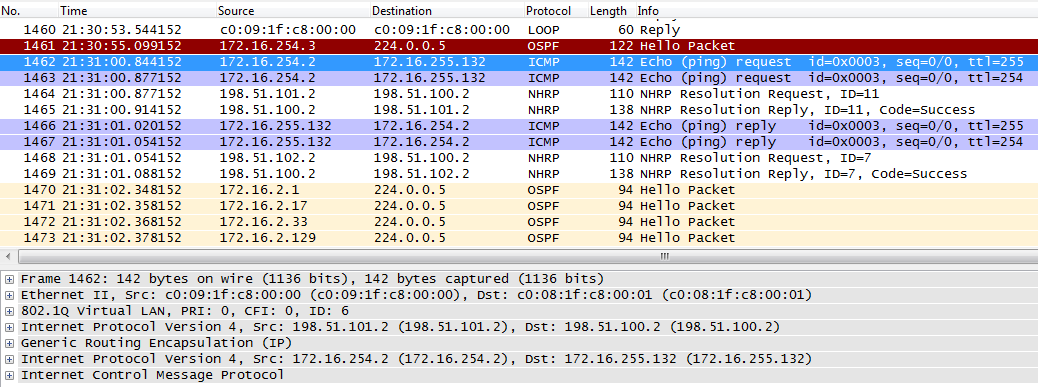 No. Time Source Destination Protocol Length Info
1460 21:30:53.544152 c0:09:1f:c8:00:00 c0:09:1f:c8:00:00 LOOP 60 Reply
1461 21:30:55.099152 172.16.254.3 224.0.0.5 OSPF 122 Hello Packet
1462 21:31:00.844152 172.16.254.2 172.16.255.132 ICMP 142 Echo (ping) request id=0x0003, seq=0/0, ttl=255
1463 21:31:00.877152 172.16.254.2 172.16.255.132 ICMP 142 Echo (ping) request id=0x0003, seq=0/0, ttl=254
1464 21:31:00.877152 198.51.101.2 198.51.100.2 NHRP 110 NHRP Resolution Request, ID=11
1465 21:31:00.914152 198.51.100.2 198.51.101.2 NHRP 138 NHRP Resolution Reply, ID=11, Code=Success
1466 21:31:01.020152 172.16.255.132 172.16.254.2 ICMP 142 Echo (ping) reply id=0x0003, seq=0/0, ttl=255
1467 21:31:01.054152 172.16.255.132 172.16.254.2 ICMP 142 Echo (ping) reply id=0x0003, seq=0/0, ttl=254
1468 21:31:01.054152 198.51.102.2 198.51.100.2 NHRP 110 NHRP Resolution Request, ID=7
1469 21:31:01.088152 198.51.100.2 198.51.102.2 NHRP 138 NHRP Resolution Reply, ID=7, Code=Success
1470 21:31:02.348152 172.16.2.1 224.0.0.5 OSPF 94 Hello Packet
1471 21:31:02.358152 172.16.2.17 224.0.0.5 OSPF 94 Hello Packet
1472 21:31:02.368152 172.16.2.33 224.0.0.5 OSPF 94 Hello Packet
1473 21:31:02.378152 172.16.2.129 224.0.0.5 OSPF 94 Hello Packet
Frame 1462: 142 bytes on wire (1136 bits), 142 bytes captured (1136 bits)
Ethernet II, Src: c0:09:1f:c8:00:00 (c0:09:1f:c8:00:00), Dst: c0:08:1f:c8:00:01 (c0:08:1f:c8:00:01)
802.1Q Virtual LAN, PRI: 0, CFI: 0, ID: 6
Internet Protocol Version 4, Src: 198.51.101.2 (198.51.101.2), Dst: 198.51.100.2 (198.51.100.2)
Generic Routing Encapsulation (IP)
Internet Protocol Version 4, Src: 172.16.254.2 (172.16.254.2), Dst: 172.16.255.132 (172.16.255.132)
Internet Control Message Protocol